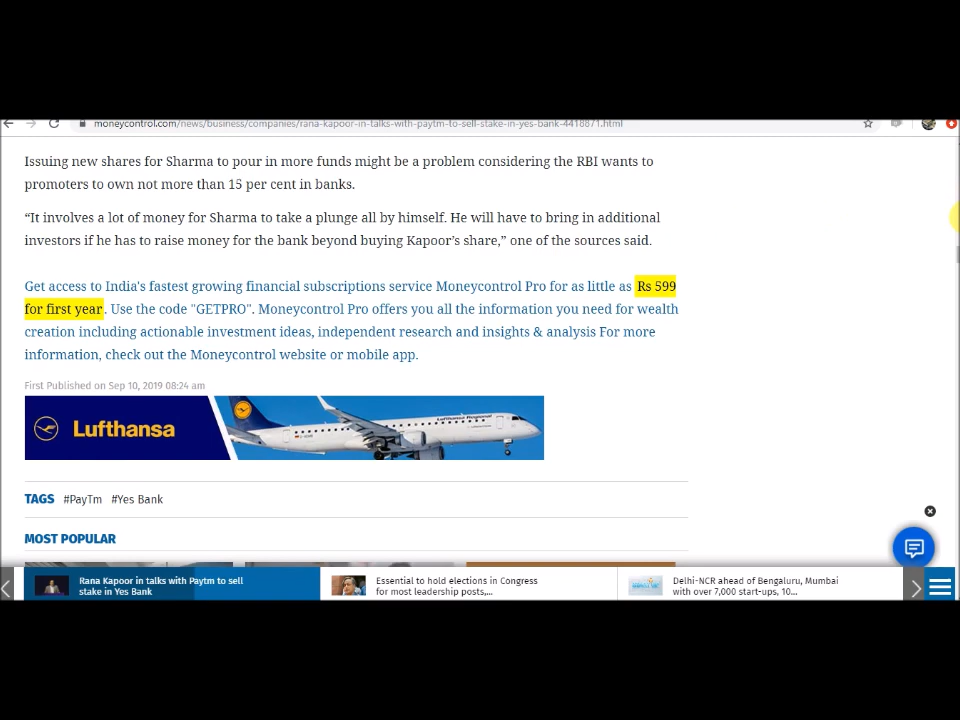 moneycontrol.com/news/business/companies/rana-kapoor-in-talks-with-paytm-to-sell-stake-in-yes-bank-4418871.html
Issuing new shares for Sharma to pour in more funds might be a problem considering the RBI wants to
promoters to own not more than 15 per cent in banks.
“It involves a lot of money for Sharma to take a plunge all by himself. He will have to bring in additional
investors if he has to raise money for the bank beyond buying Kapoor’s share,” one of the sources said.
Get access to India's fastest growing financial subscriptions service Moneycontrol Pro for as little as Rs 599
for first year. Use the code "GETPRO". Moneycontrol Pro offers you all the information you need for wealth
creation including actionable investment ideas, independent research and insights & analysis For more
information, check out the Moneycontrol website or mobile app.
First Published on Sep 10, 2019 08:24 am
Lufthansa
Lufthansa Regional
TAGS #PayTm #Yes Bank
MOST POPULAR
Rana Kapoor in talks with Paytm to sell
stake in Yes Bank
Essential to hold elections in Congress
for most leadership posts,...
Delhi-NCR ahead of Bengaluru, Mumbai
with over 7,000 start-ups, 10...